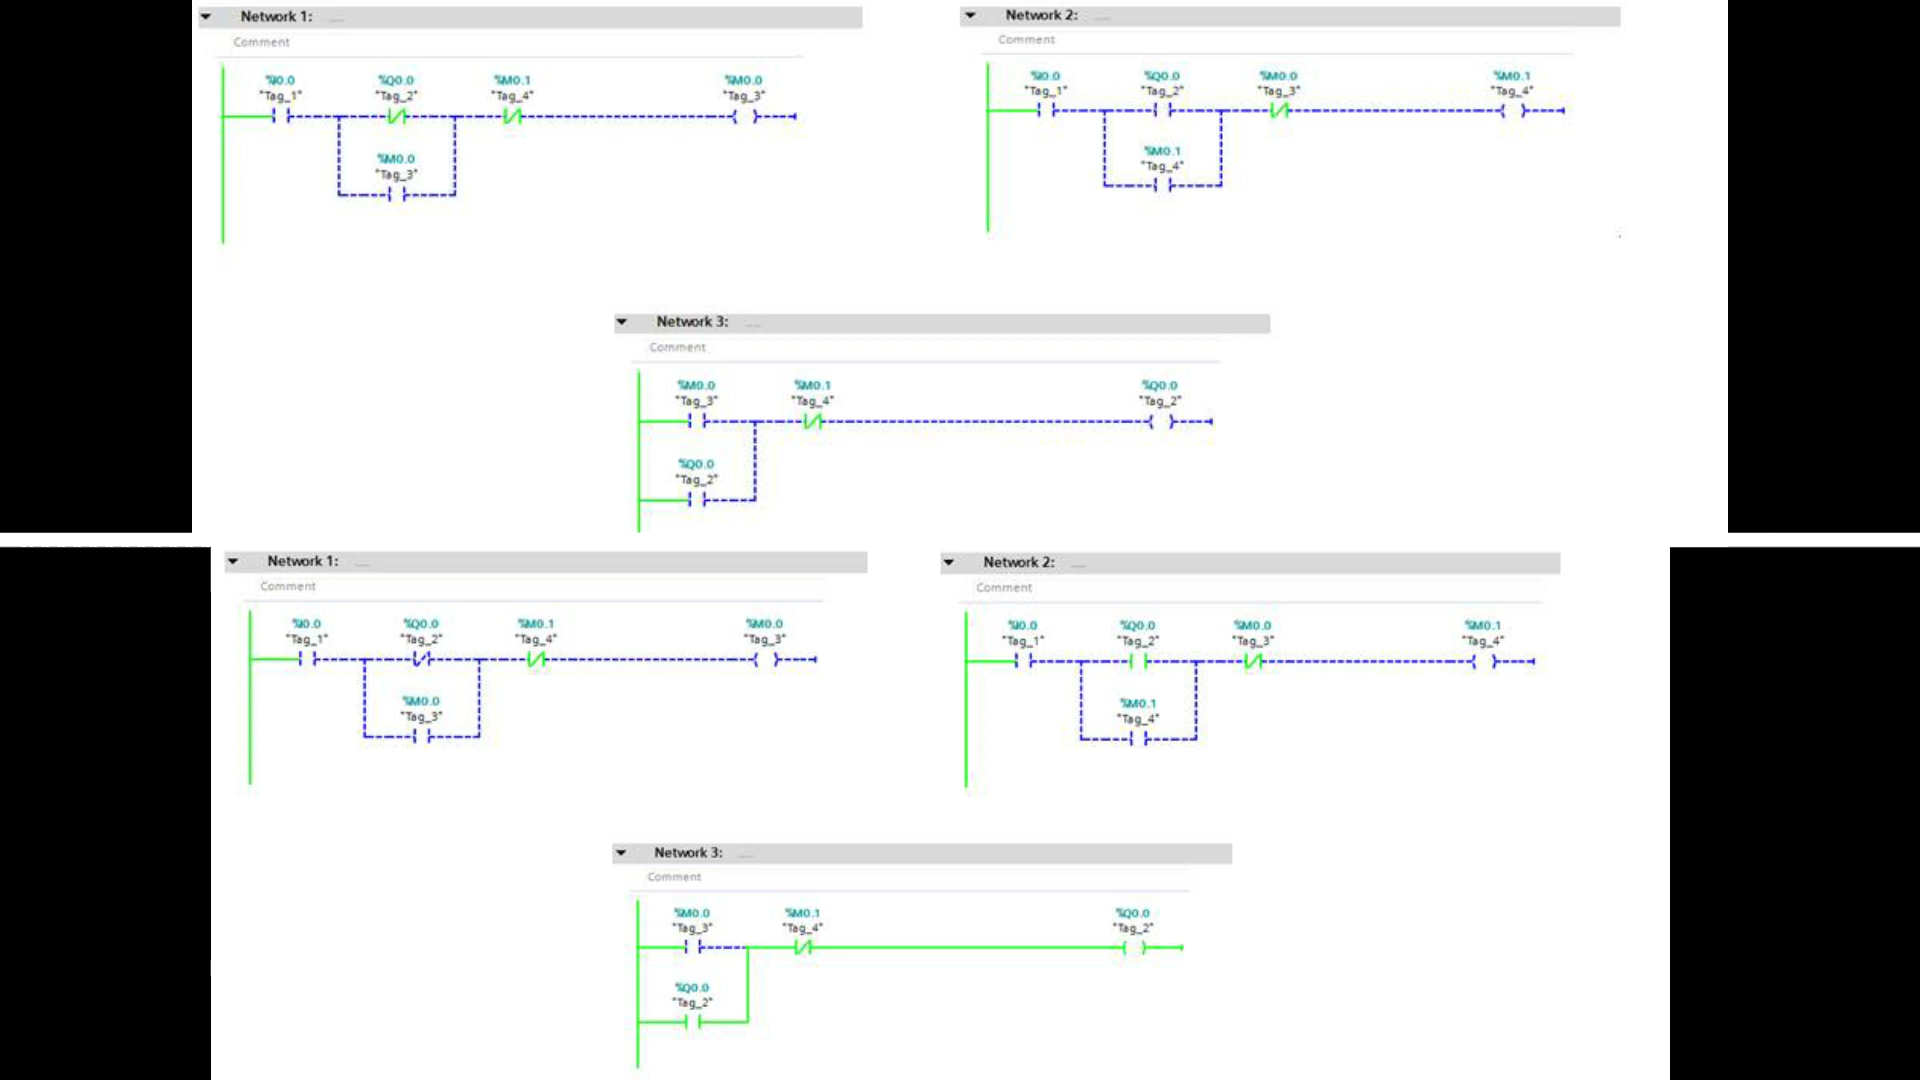 Network 1: ....
Comment
%I0.0
"Tag_1"
%Q0.0
"Tag_2"
%M0.1
"Tag_4"
%M0.0
"Tag_3"
%M0.0
"Tag_3"
Network 2: ....
Comment
%I0.0
"Tag_1"
%Q0.0
"Tag_2"
%M0.0
"Tag_3"
%M0.1
"Tag_4"
%M0.1
"Tag_4"
Network 3: ....
Comment
%M0.0
"Tag_3"
%M0.1
"Tag_4"
%Q0.0
"Tag_2"
%Q0.0
"Tag_2"
Network 1: ....
Comment
%I0.0
"Tag_1"
%Q0.0
"Tag_2"
%M0.1
"Tag_4"
%M0.0
"Tag_3"
%M0.0
"Tag_3"
Network 2: ....
Comment
%I0.0
"Tag_1"
%Q0.0
"Tag_2"
%M0.0
"Tag_3"
%M0.1
"Tag_4"
%M0.1
"Tag_4"
Network 3: ....
Comment
%M0.0
"Tag_3"
%M0.1
"Tag_4"
%Q0.0
"Tag_2"
%Q0.0
"Tag_2"